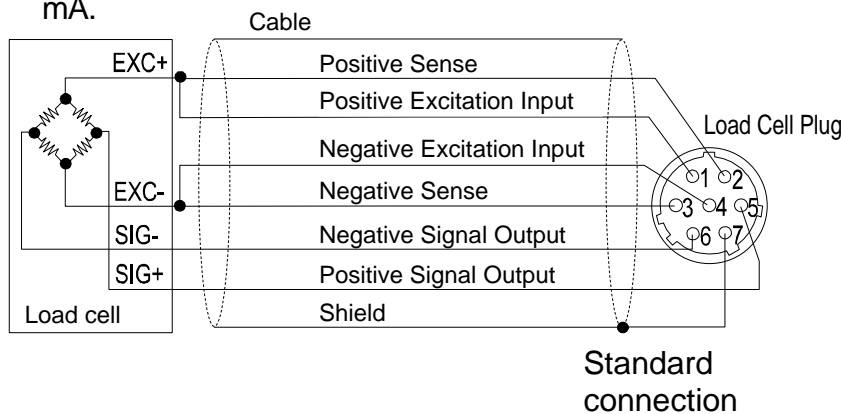 mA.
Cable
EXC+
Positive Sense
Positive Excitation Input
Load Cell Plug
Negative Excitation Input
1 2
EXC-
Negative Sense
3 4 5
SIG-
Negative Signal Output
6 7
SIG+
Positive Signal Output
Load cell
Shield
Standard
connection